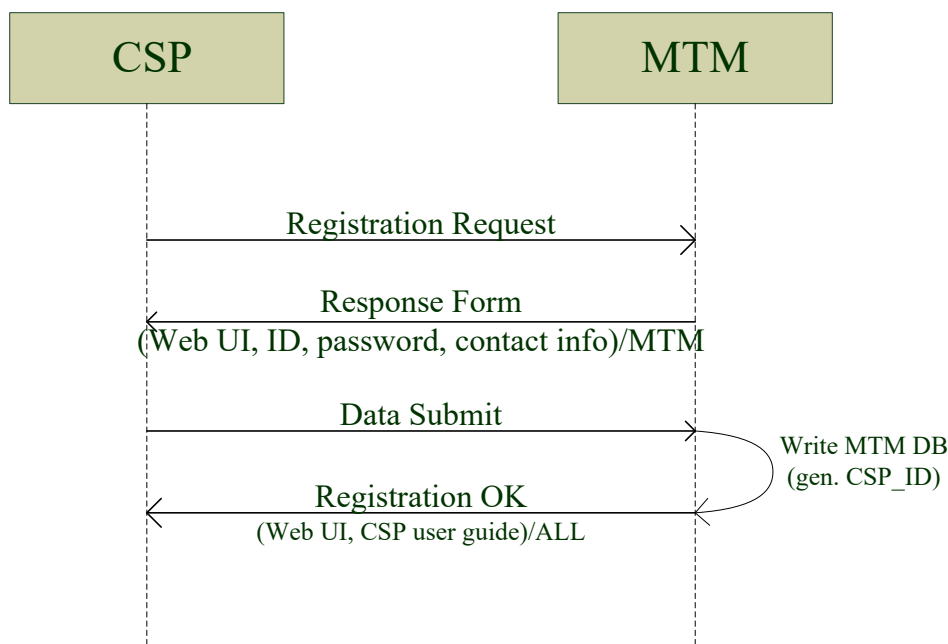 CSP
MTM
Registration Request
Response Form
(Web UI, ID, password, contact info)/MTM
Data Submit
Write MTM DB
(gen. CSP_ID)
Registration OK
(Web UI, CSP user guide)/ALL